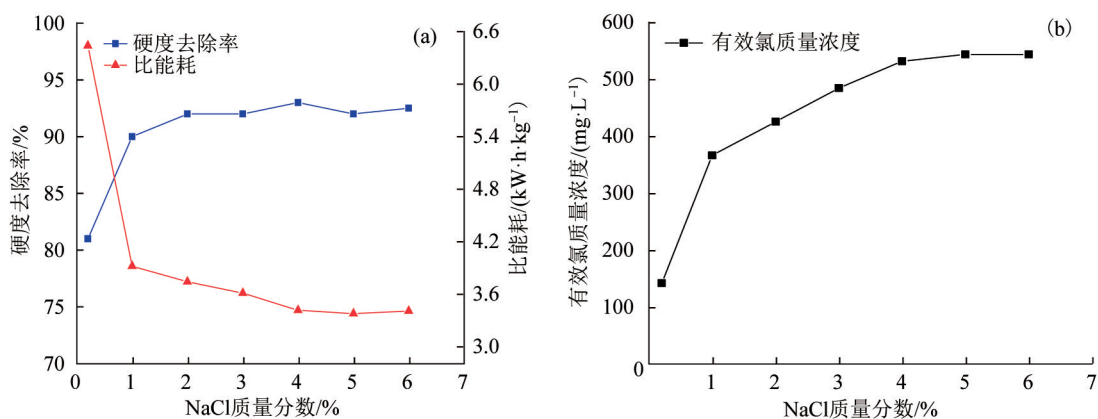 (a)
硬度去除率
比能耗
100
95
90
85
80
75
70
硬度去除率/%
6.6
6.0
5.4
4.8
4.2
3.6
3.0
比能耗/(kW·h·kg⁻¹)
0 1 2 3 4 5 6 7
NaCl质量分数/%
(b)
有效氯质量浓度
600
500
400
300
200
100
0
有效氯质量浓度/(mg·L⁻¹)
1 2 3 4 5 6 7
NaCl质量分数/%